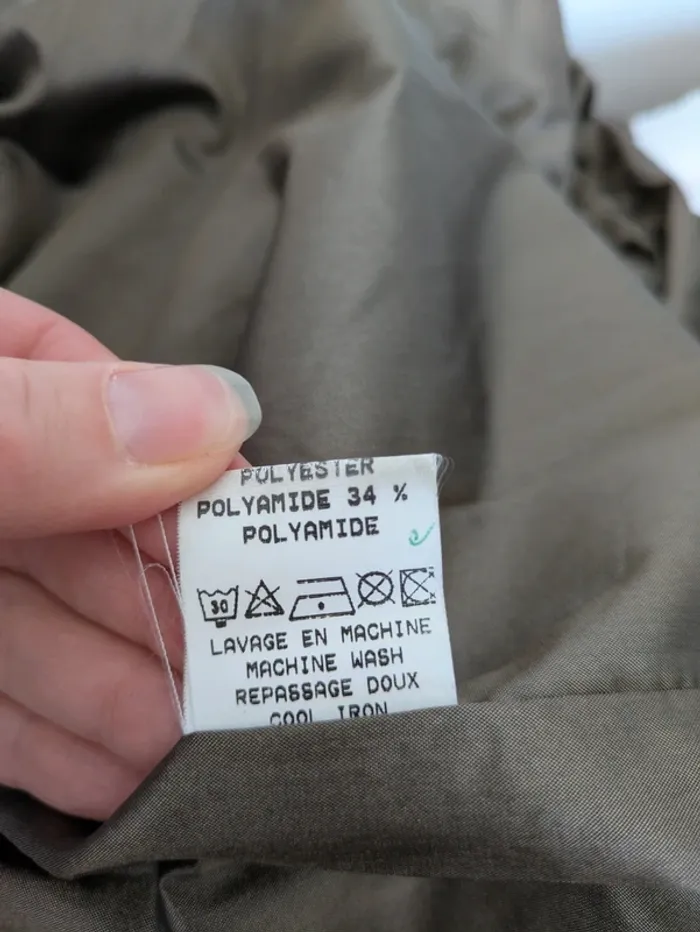 POLYESTER
POLYAMIDE 34 %
POLYAMIDE
30
LAVAGE EN MACHINE
MACHINE WASH
REPASSAGE DOUX
COOL IRON